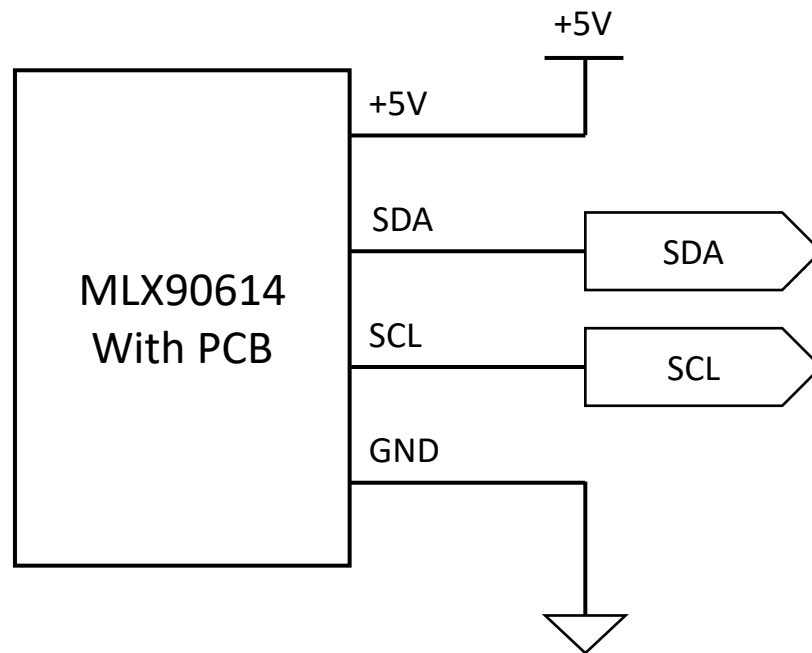 +5V
+5V
SDA
SDA
MLX90614
With PCB
SCL
SCL
GND